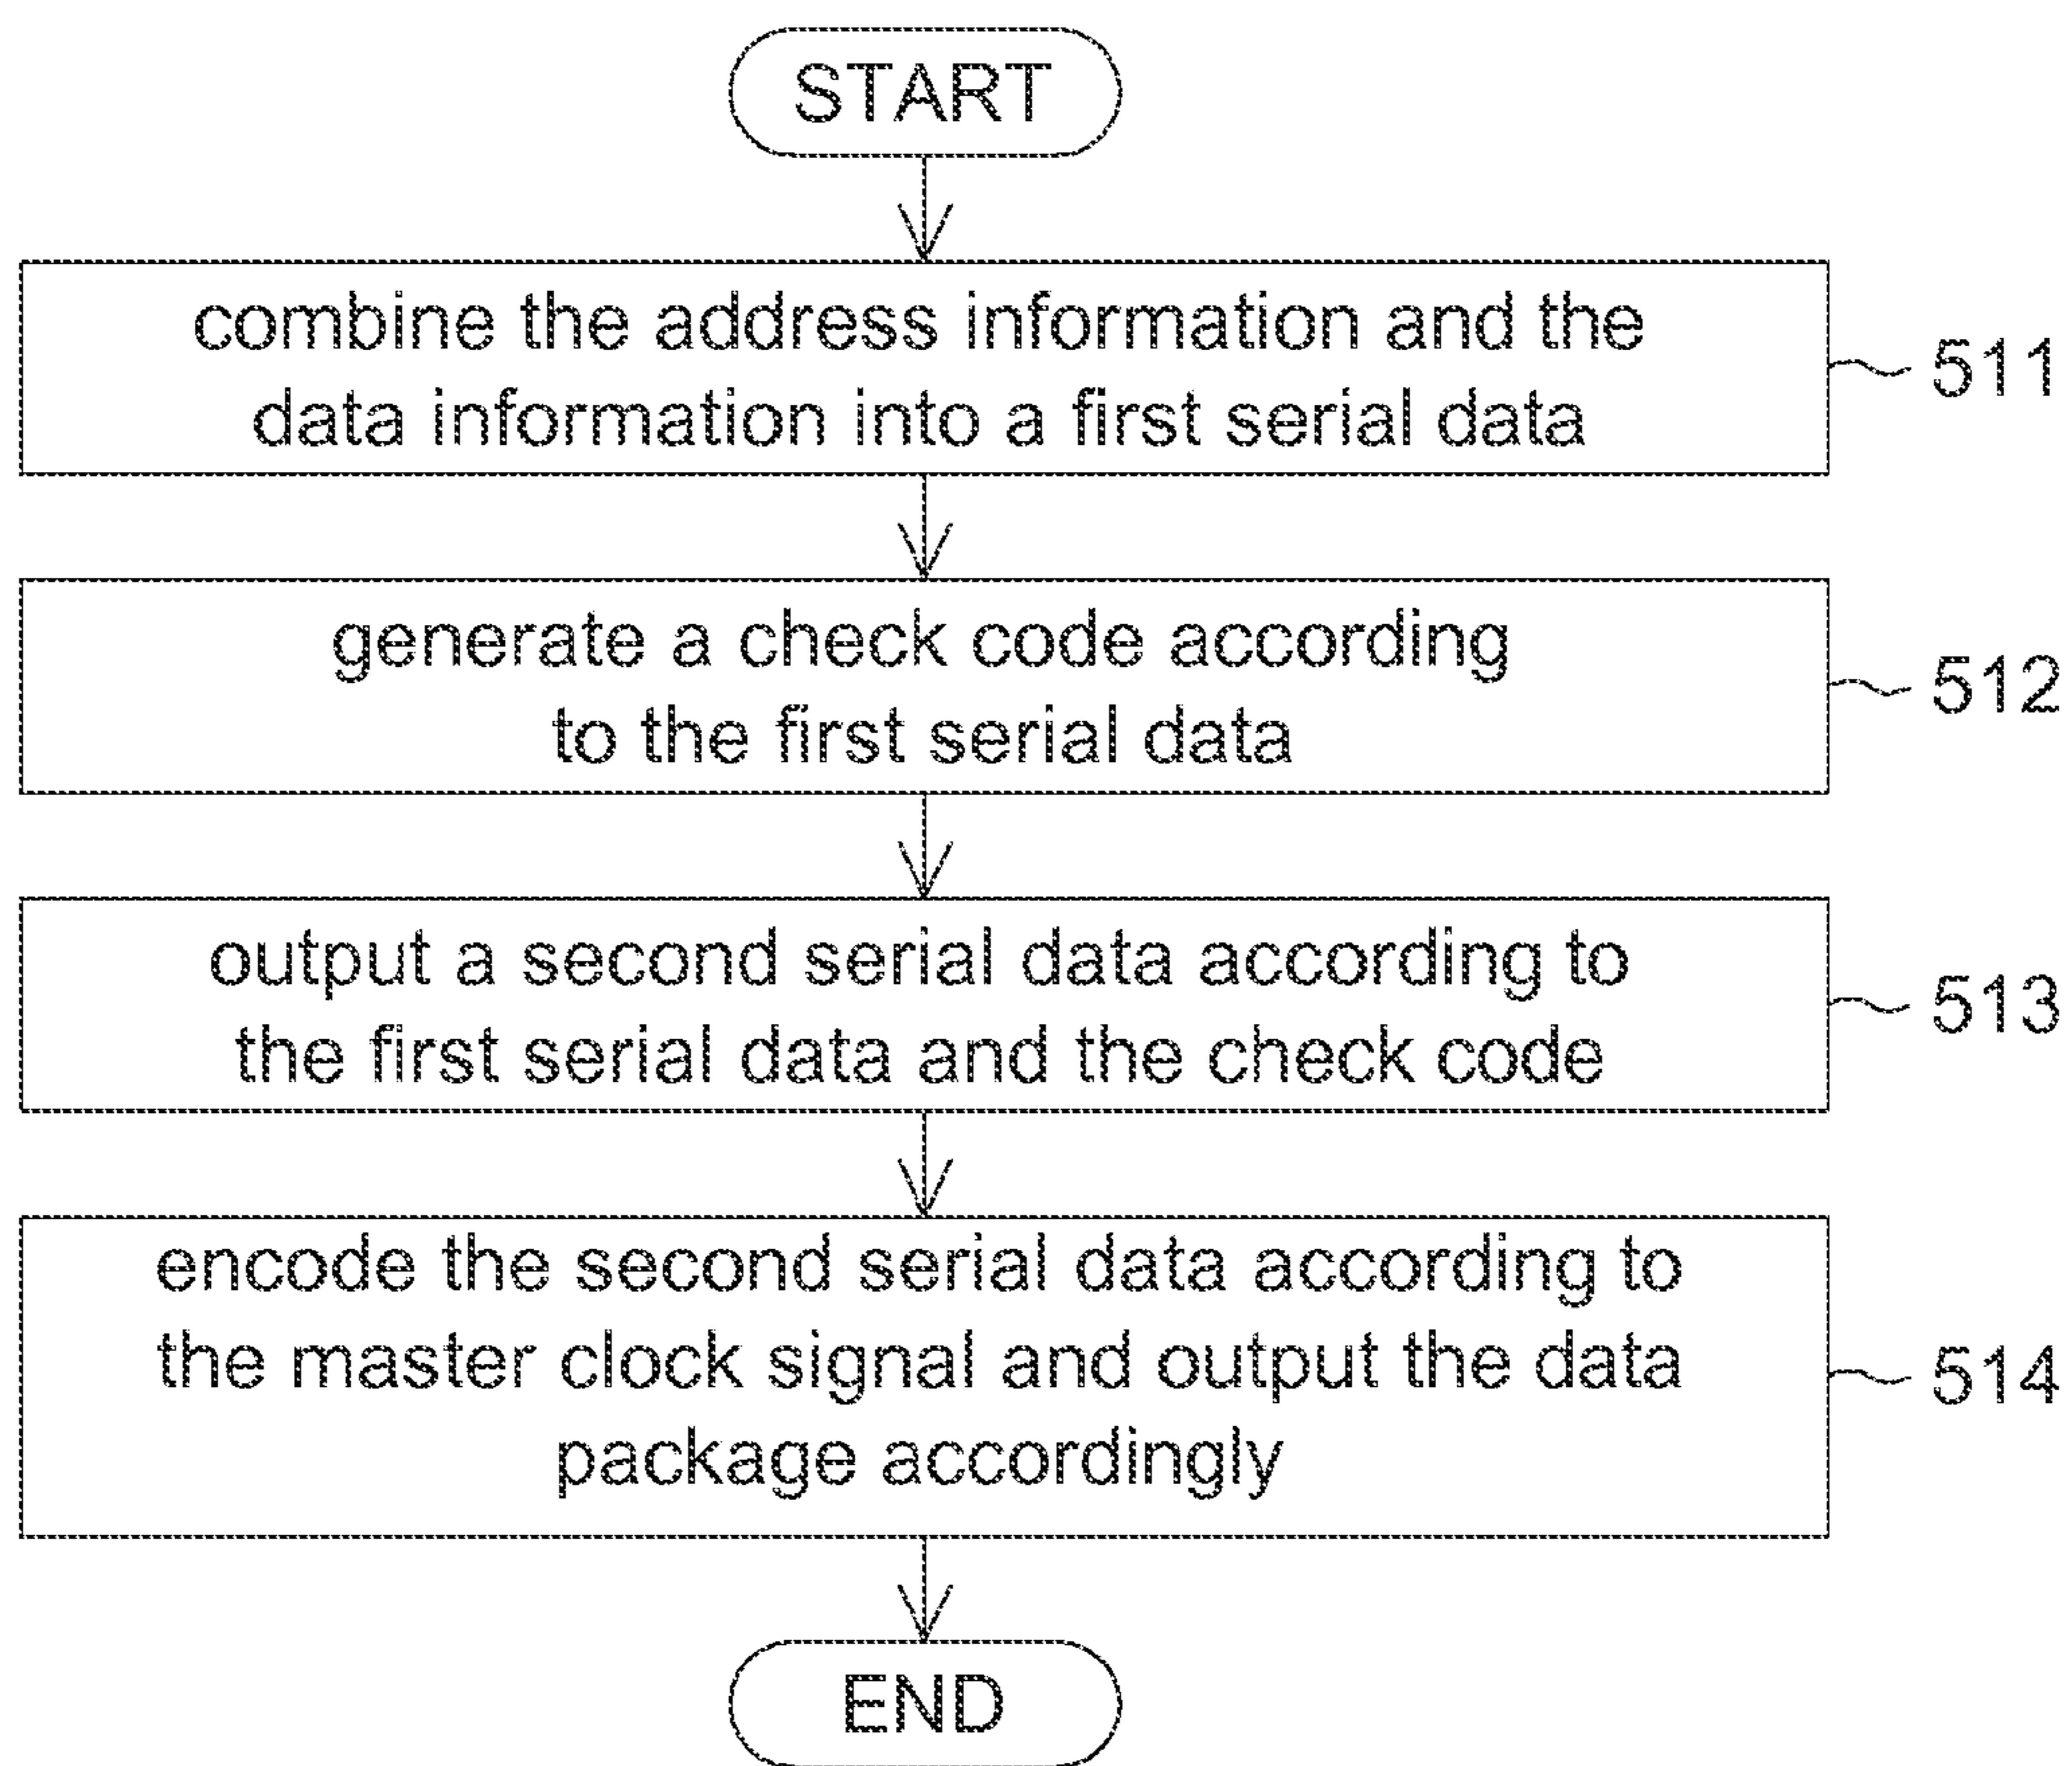 START
combine the address information and the
data information into a first serial data
511
generate a check code according
to the first serial data
512
output a second serial data according to
the first serial data and the check code
513
encode the second serial data according to
the master clock signal and output the data
package accordingly
514
END